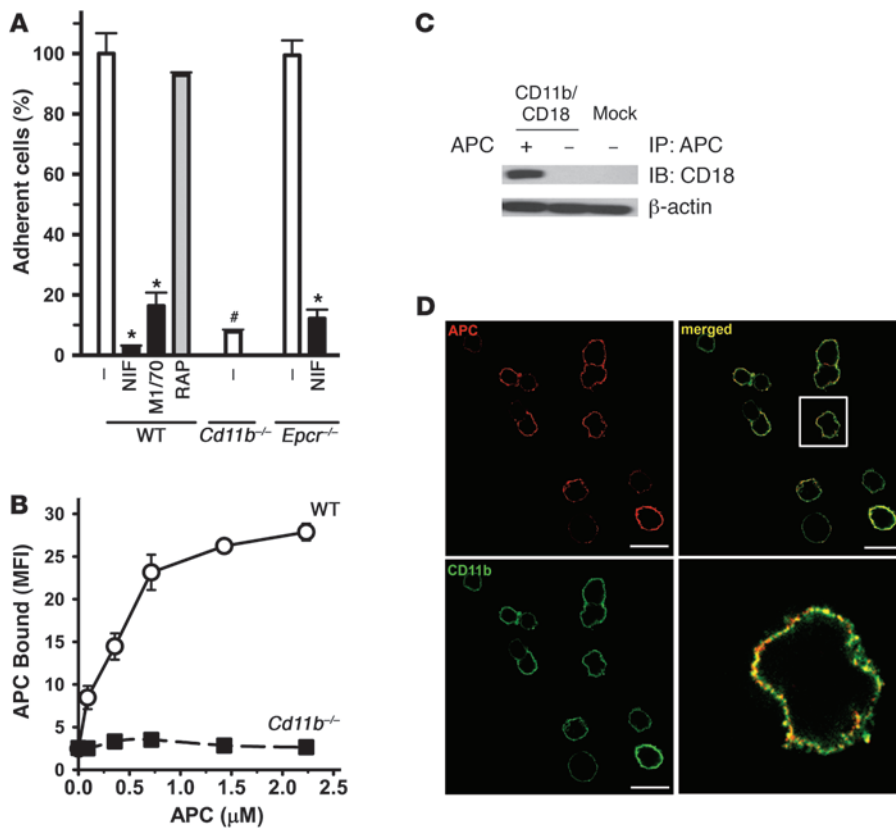 A
Adherent cells (%)
100
80
60
40
20
0
*
*
#
*
–
NIF
M1/70
RAP
–
–
NIF
WT
Cd11b–/–
Epcr–/–
B
APC Bound (MFI)
30
25
20
15
10
5
0
WT
Cd11b–/–
0.0 0.5 1.0 1.5 2.0 2.5
APC (μM)
C
CD11b/
CD18 Mock
APC + – – IP: APC
IB: CD18
β-actin
D
APC
merged
CD11b